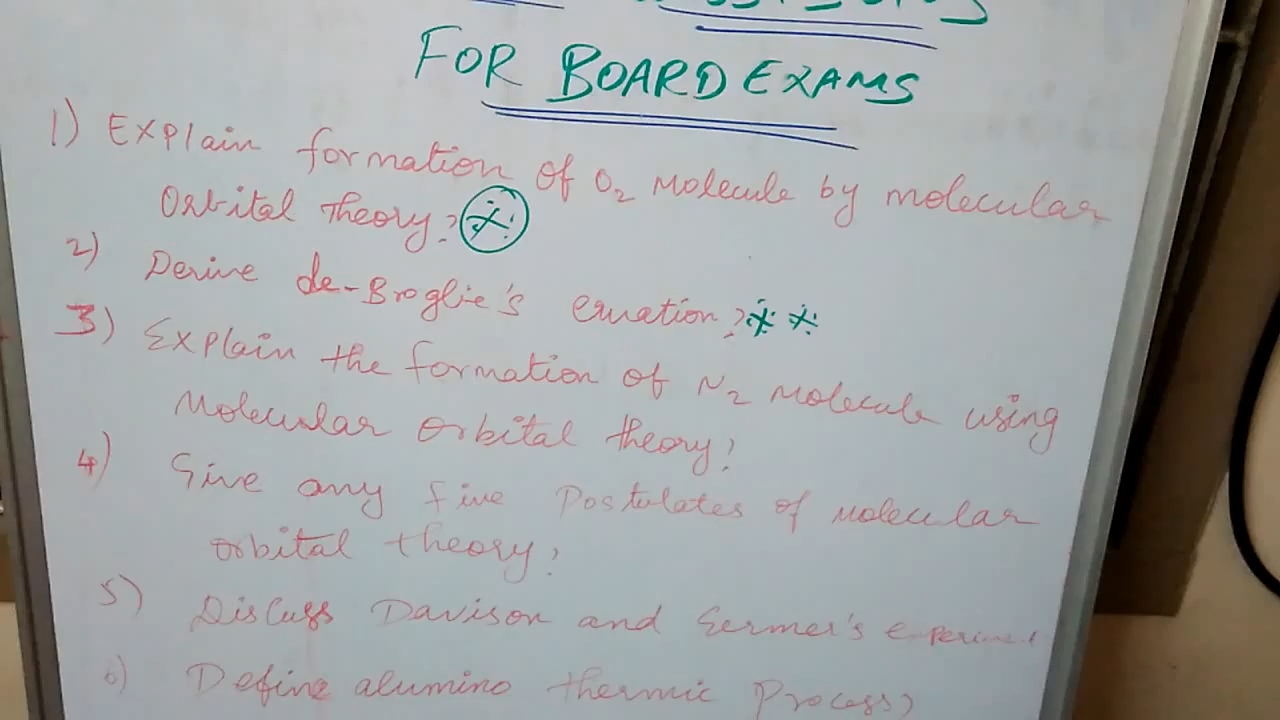 FOR BOARD EXAMS
1) Explain formation of O2 Molecule by molecular
Orbital Theory?
2) Derive de-Broglie's equation?
3) Explain the formation of N2 Molecule using
Molecular Orbital theory?
4) Give any five Postulates of Molecular
orbital theory?
5) Discuss Davison and Germer's experiment
6) Define alumino thermic Process?